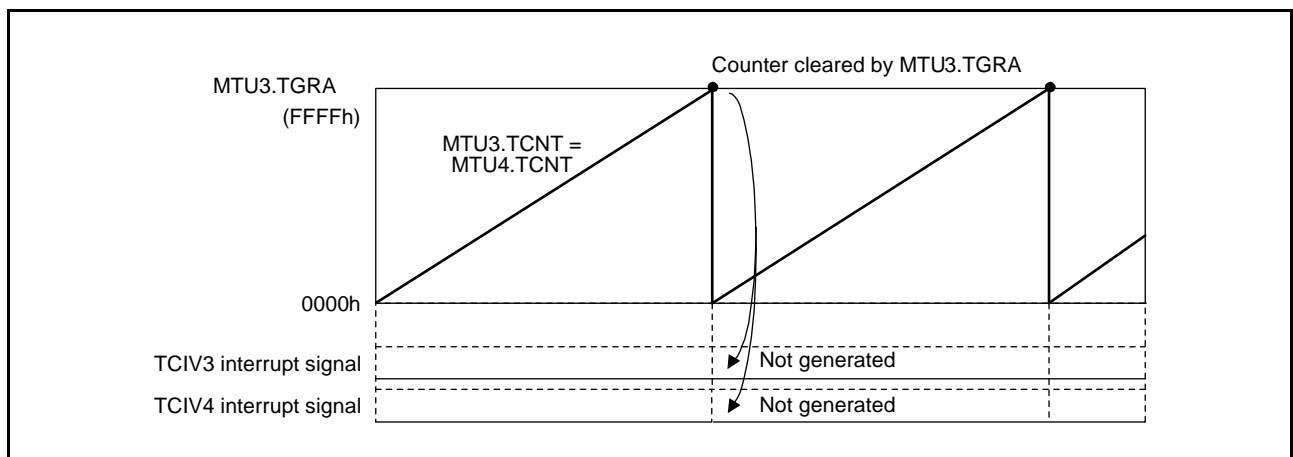 Counter cleared by MTU3.TGRA
MTU3.TGRA
(FFFFh)
MTU3.TCNT =
MTU4.TCNT
0000h
TCIV3 interrupt signal
Not generated
TCIV4 interrupt signal
Not generated